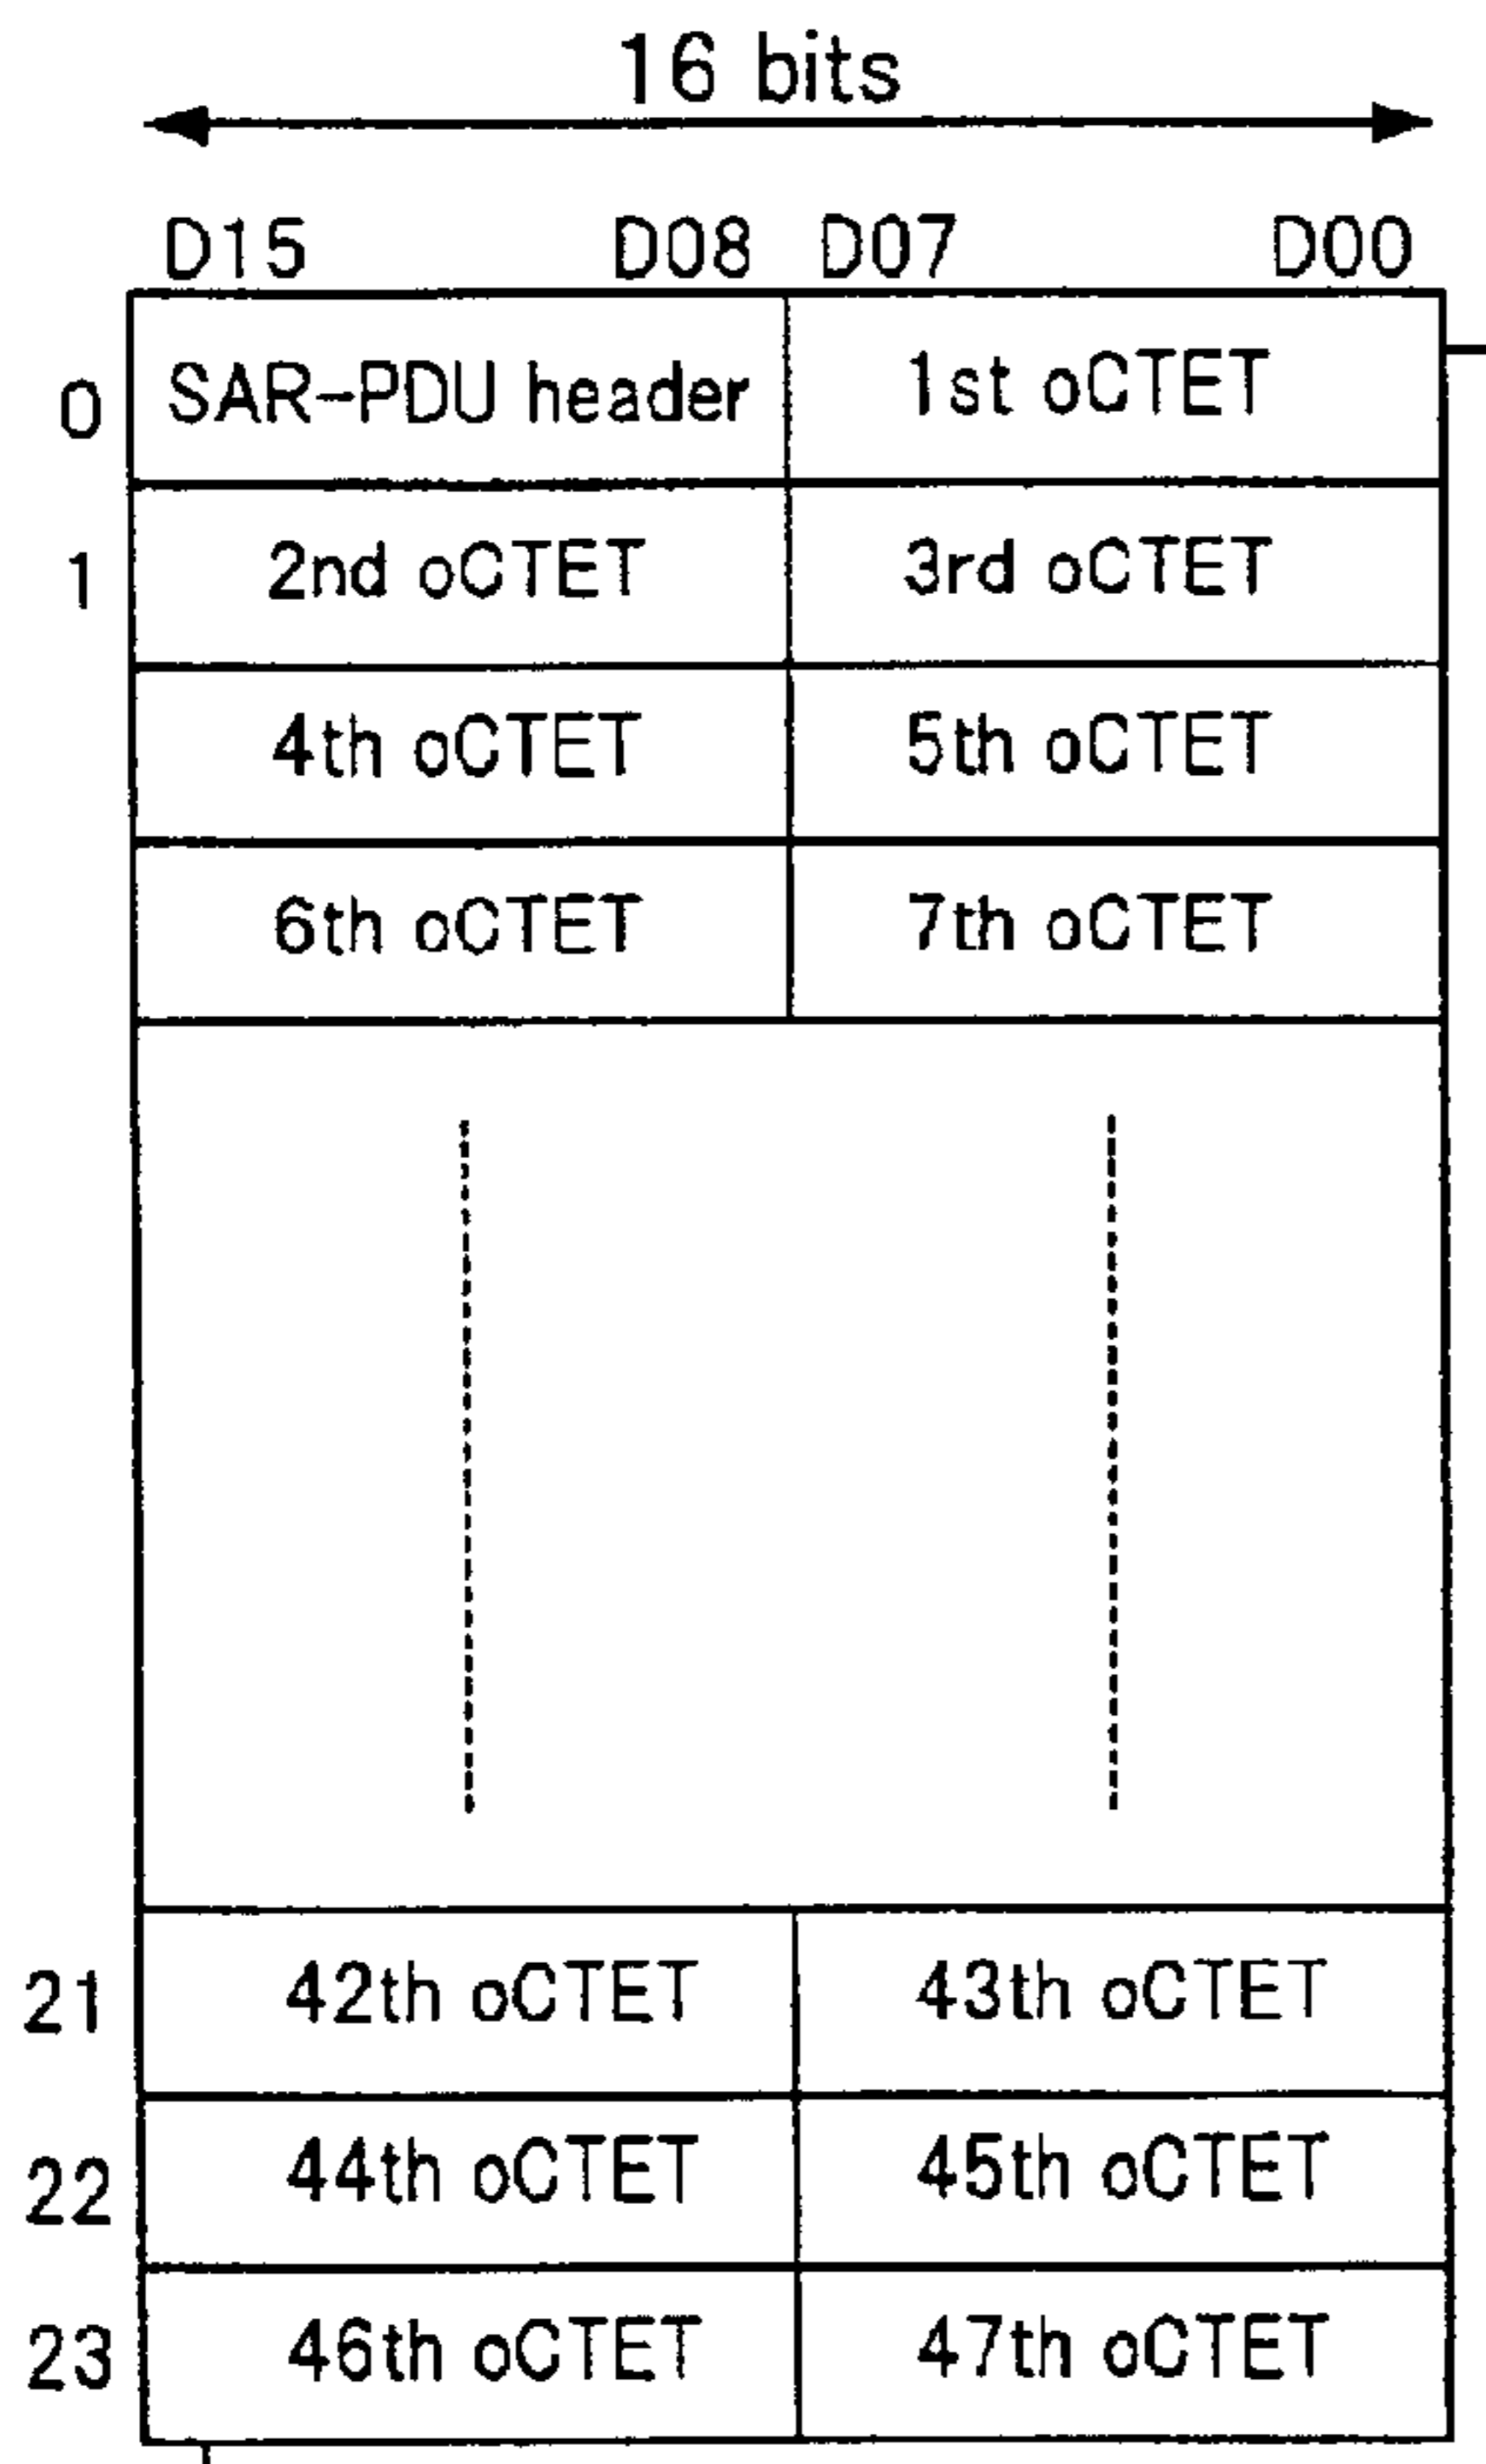 16 bits
D15 D08 D07 D00
0 SAR-PDU header 1st oCTET
1 2nd oCTET 3rd oCTET
4th oCTET 5th oCTET
6th oCTET 7th oCTET
21 42th oCTET 43th oCTET
22 44th oCTET 45th oCTET
23 46th oCTET 47th oCTET